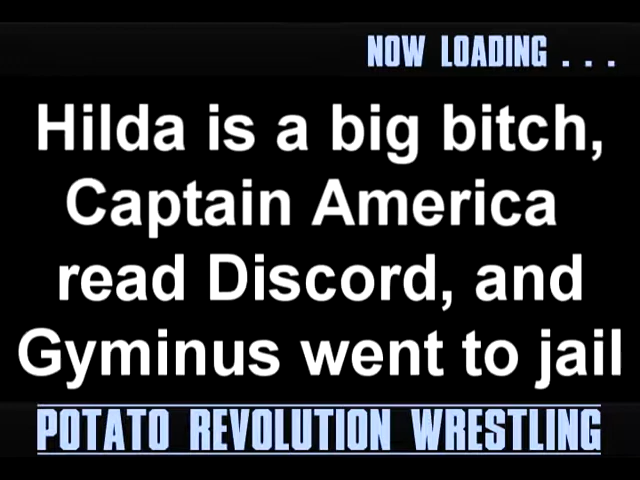 NOW LOADING . . .
Hilda is a big bitch,
Captain America
read Discord, and
Gyminus went to jail
POTATO REVOLUTION WRESTLING